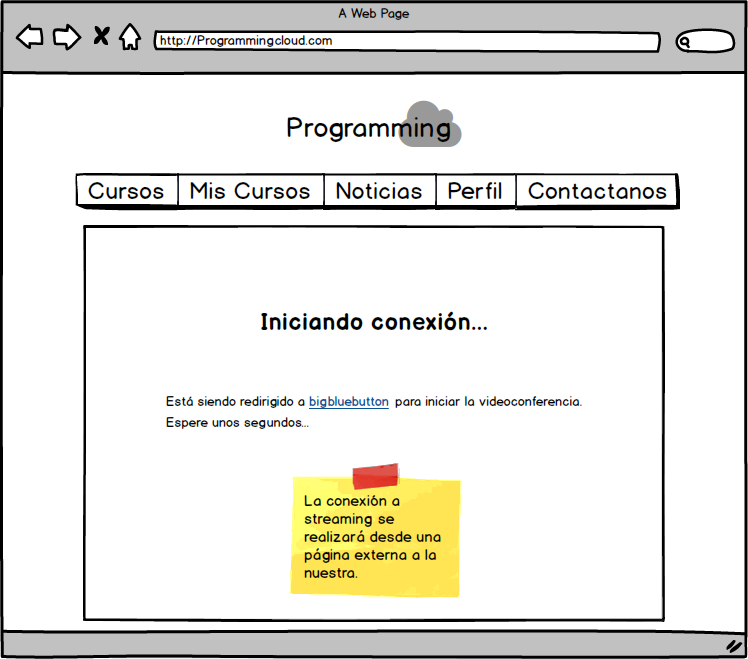 A Web Page
http://Programmingcloud.com
Programming
Cursos Mis Cursos Noticias Perfil Contactanos
Iniciando conexión...
Está siendo redirigido a bigbluebutton para iniciar la videoconferencia.
Espere unos segundos...
La conexión a
streaming se
realizará desde una
página externa a la
nuestra.